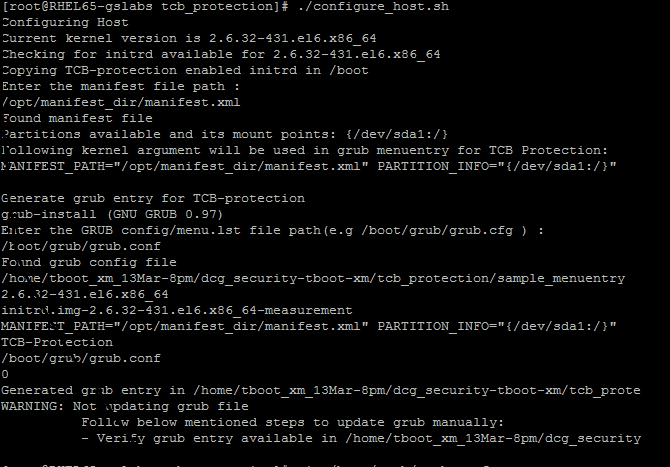 [root@RHEL65-gslabs tcb_protection]# ./configure_host.sh
Configuring Host
Current kernel version is 2.6.32-431.el6.x86_64
Checking for initrd available for 2.6.32-431.el6.x86_64
Copying TCB-protection enabled initrd in /boot
Enter the manifest file path :
/opt/manifest_dir/manifest.xml
Found manifest file
Partitions available and its mount points: {/dev/sda1:/}
Following kernel argument will be used in grub menuentry for TCB Protection:
MANIFEST_PATH="/opt/manifest_dir/manifest.xml" PARTITION_INFO="{/dev/sda1:/}"
Generate grub entry for TCB-protection
grub-install (GNU GRUB 0.97)
Enter the GRUB config/menu.lst file path(e.g /boot/grub/grub.cfg ) :
/boot/grub/grub.conf
Found grub config file
/home/tboot_xm_13Mar-8pm/dcg_security-tboot-xm/tcb_protection/sample_menuentry
2.6.32-431.el6.x86_64
initrd.img-2.6.32-431.el6.x86_64-measurement
MANIFEST_PATH="/opt/manifest_dir/manifest.xml" PARTITION_INFO="{/dev/sda1:/}"
TCB-Protection
/boot/grub/grub.conf
0
Generated grub entry in /home/tboot_xm_13Mar-8pm/dcg_security-tboot-xm/tcb_prote
WARNING: Not updating grub file
Follow below mentioned steps to update grub manually:
- Verify grub entry available in /home/tboot_xm_13Mar-8pm/dcg_security